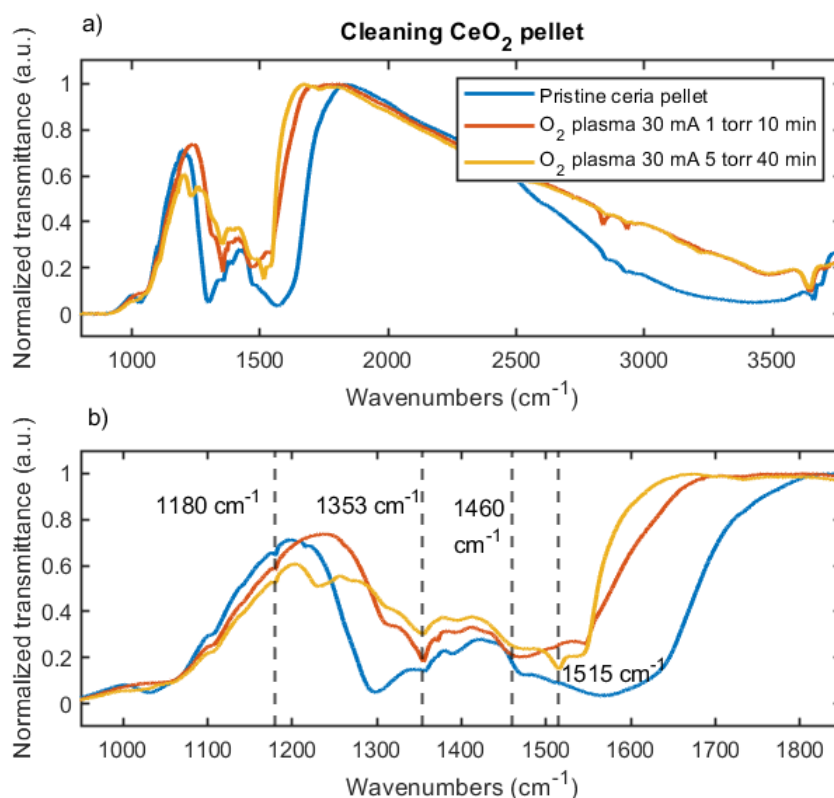 a)
Cleaning CeO₂ pellet
Normalized transmittance (a.u.)
1
0.8
0.6
0.4
0.2
0
Pristine ceria pellet
O₂ plasma 30 mA 1 torr 10 min
O₂ plasma 30 mA 5 torr 40 min
1000 1500 2000 2500 3000 3500
Wavenumbers (cm⁻¹)
b)
Normalized transmittance (a.u.)
1
0.8
0.6
0.4
0.2
0
1180 cm⁻¹
1353 cm⁻¹
1460
cm⁻¹
1515 cm⁻¹
1000 1100 1200 1300 1400 1500 1600 1700 1800
Wavenumbers (cm⁻¹)